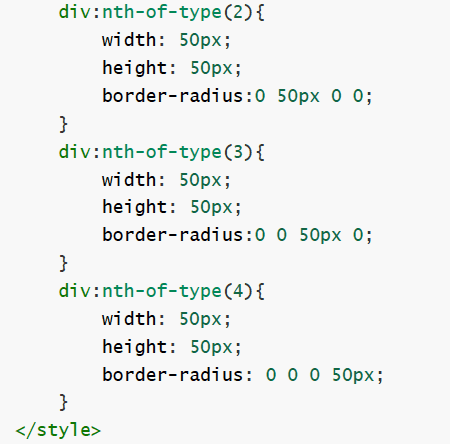 div:nth-of-type(2){
width: 50px;
height: 50px;
border-radius:0 50px 0 0;
}
div:nth-of-type(3){
width: 50px;
height: 50px;
border-radius:0 0 50px 0;
}
div:nth-of-type(4){
width: 50px;
height: 50px;
border-radius: 0 0 0 50px;
}
</style>